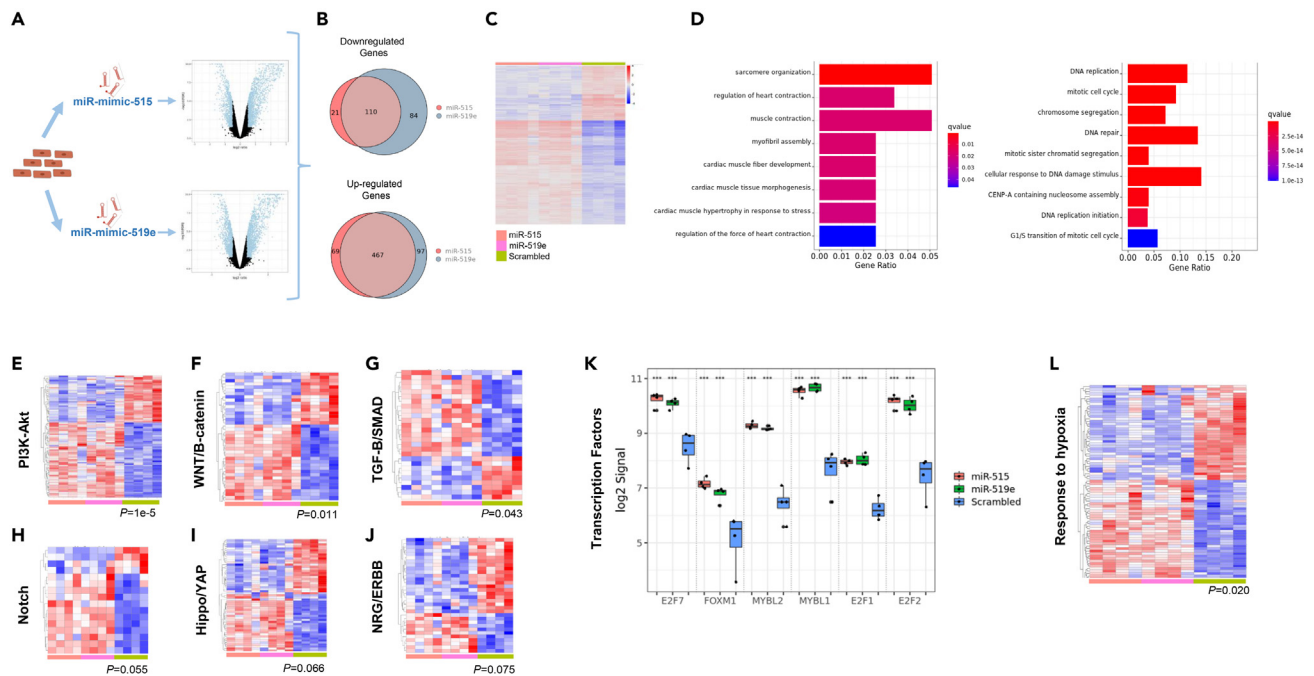 A
B
C
D
miR-mimic-515
miR-mimic-519e
Downregulated
Genes
21
110
84
miR-515
miR-519e
Up-regulated
Genes
69
467
97
miR-515
miR-519e
miR-515
miR-519e
Scrambled
sarcomere organization
regulation of heart contraction
muscle contraction
myofibril assembly
cardiac muscle fiber development
cardiac muscle tissue morphogenesis
cardiac muscle hypertrophy in response to stress
regulation of the force of heart contraction
0.00 0.01 0.02 0.03 0.04 0.05
Gene Ratio
qvalue
0.01
0.02
0.03
0.04
DNA replication
mitotic cell cycle
chromosome segregation
DNA repair
mitotic sister chromatid segregation
cellular response to DNA damage stimulus
CENP-A containing nucleosome assembly
DNA replication initiation
G1/S transition of mitotic cell cycle
0.00 0.05 0.10 0.15 0.20
Gene Ratio
qvalue
2.5e-14
5.0e-14
7.5e-14
1.0e-13
E
PI3K-Akt
P=1e-5
F
WNT/B-catenin
P=0.011
G
TGF-B/SMAD
P=0.043
H
Notch
P=0.055
I
Hippo/YAP
P=0.066
J
NRG/ERBB
P=0.075
K
Transcription Factors
log2 Signal
11
9
7
5
*** *** *** *** *** *** *** *** *** *** *** ***
E2F7 FOXM1 MYBL2 MYBL1 E2F1 E2F2
miR-515
miR-519e
Scrambled
L
Response to hypoxia
P=0.020